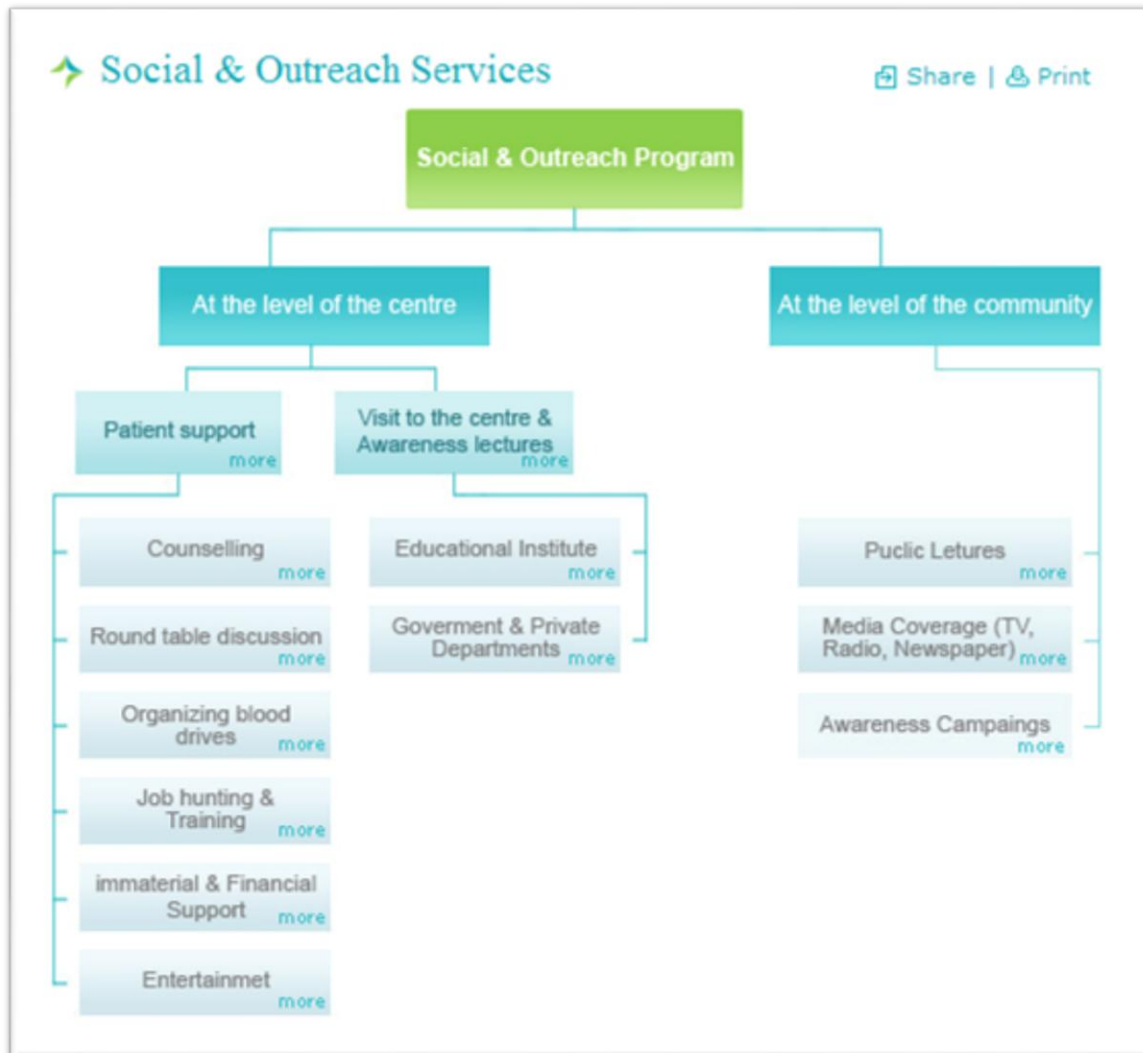 Social & Outreach Services
Share | Print
Social & Outreach Program
At the level of the centre
At the level of the community
Patient support
more
Visit to the centre &
Awareness lectures
more
Counselling
more
Round table discussion
more
Organizing blood
drives
more
Job hunting &
Training
more
immaterial & Financial
Support
more
Entertainmet
more
Educational Institute
more
Goverment & Private
Departments
more
Puclic Letures
more
Media Coverage (TV,
Radio, Newspaper)
more
Awareness Campaings
more